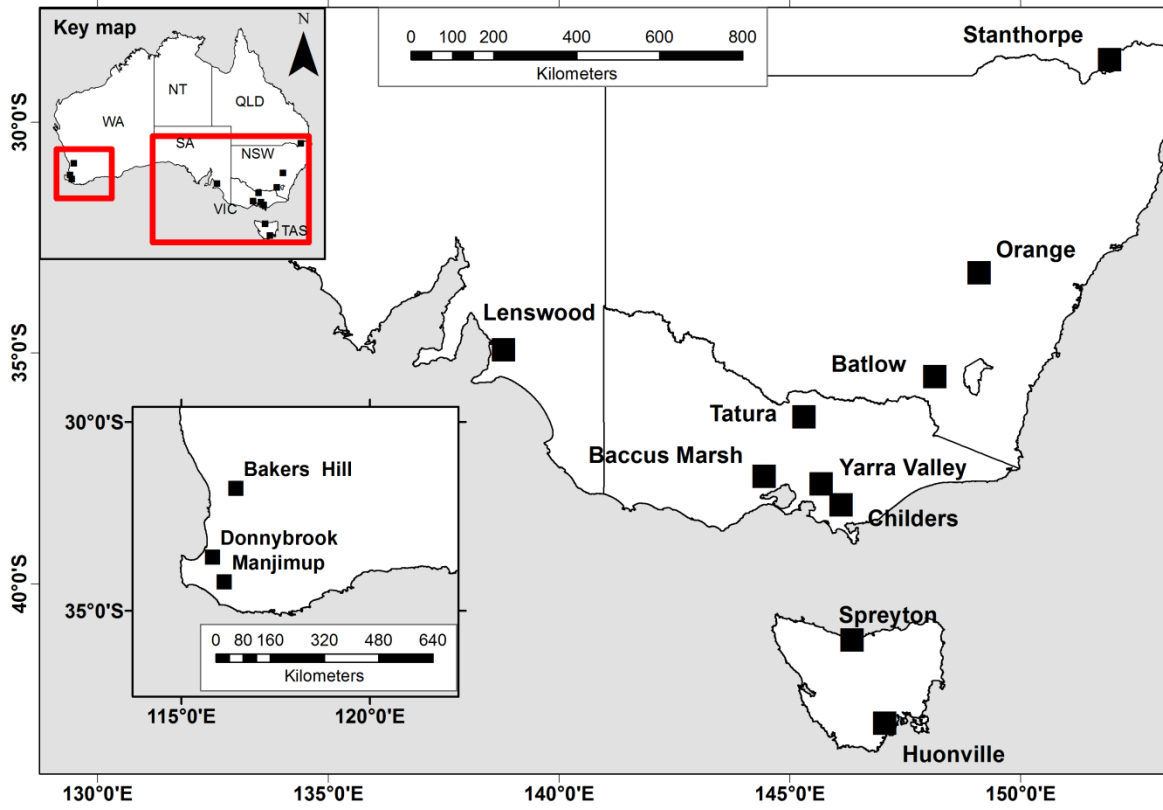 Key map
N
NT
QLD
WA
SA
NSW
VIC
TAS
0 100 200 400 600 800
Kilometers
Stanthorpe
30°0'S
Orange
Lenswood
35°0'S
Batlow
Tatura
Baccus Marsh
Yarra Valley
Childers
30°0'S
Bakers Hill
Donnybrook
Manjimup
40°0'S
35°0'S
Spreyton
0 80 160 320 480 640
Kilometers
115°0'E 120°0'E
Huonville
130°0'E 135°0'E 140°0'E 145°0'E 150°0'E